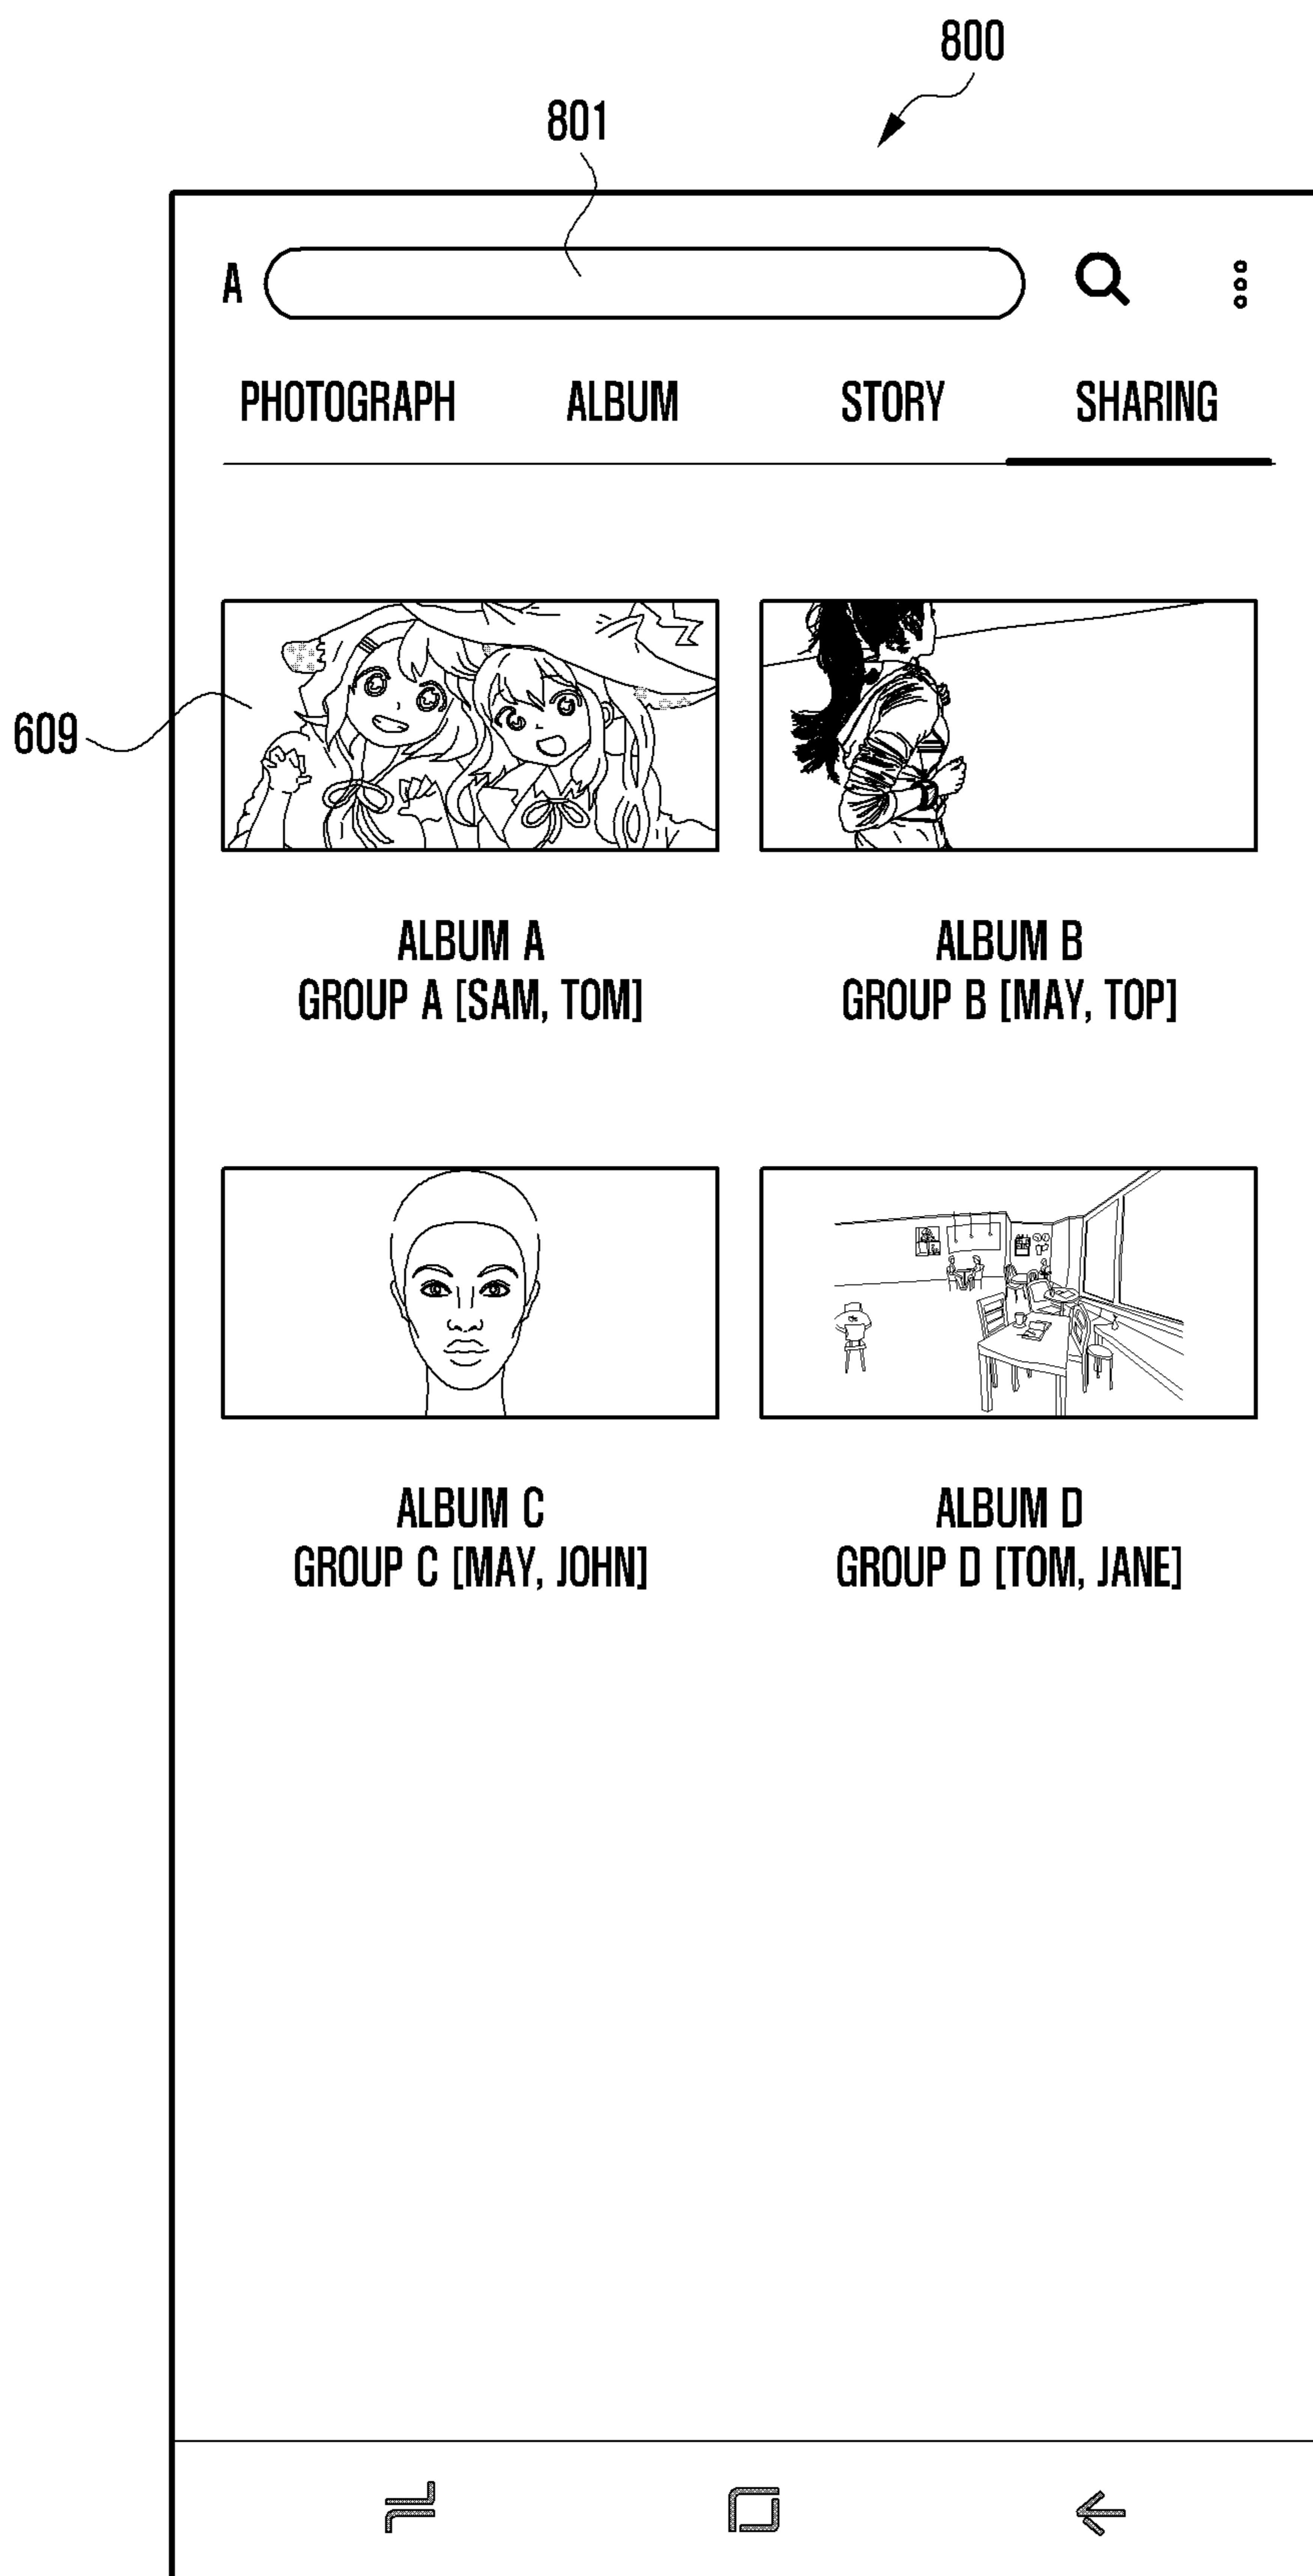 800
801
A
PHOTOGRAPH ALBUM STORY SHARING
609
ALBUM A
GROUP A [SAM, TOM]
ALBUM B
GROUP B [MAY, TOP]
ALBUM C
GROUP C [MAY, JOHN]
ALBUM D
GROUP D [TOM, JANE]